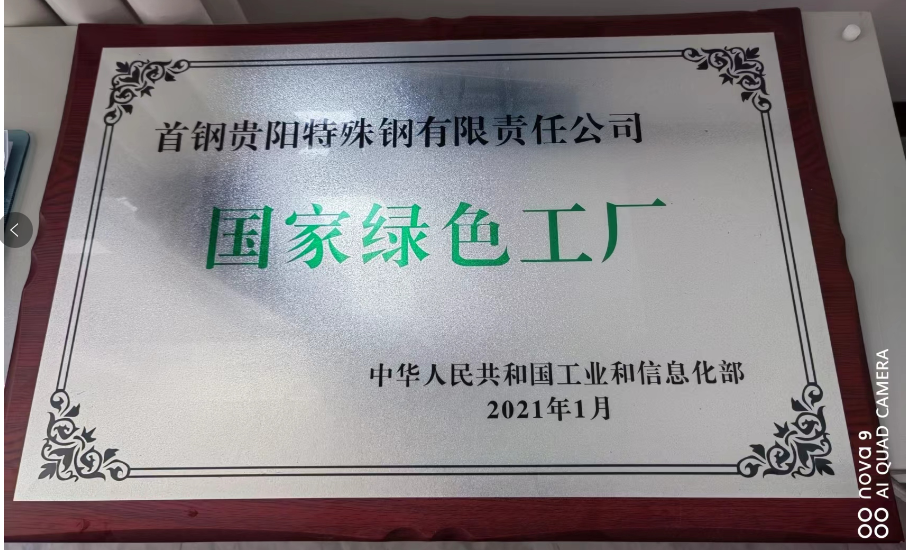 首钢贵阳特殊钢有限责任公司
国家绿色工厂
中华人民共和国工业和信息化部
2021年1月
nova 9
AI QUAD CAMERA